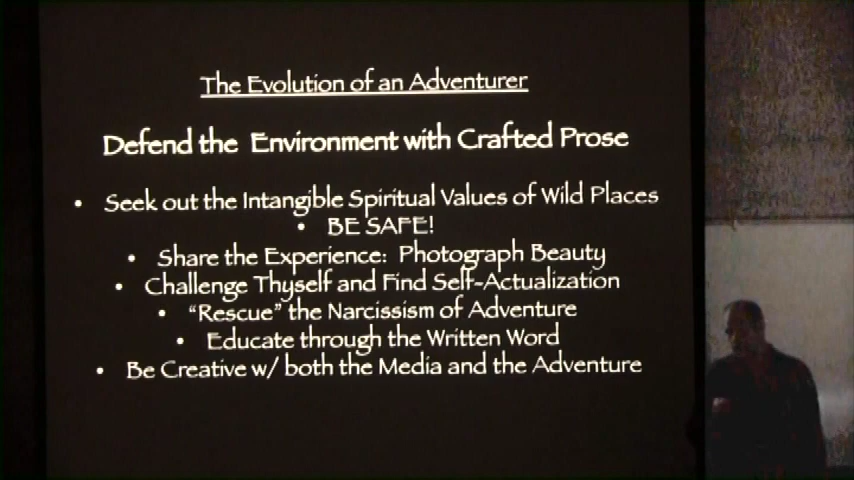 The Evolution of an Adventurer
Defend the Environment with Crafted Prose
• Seek out the Intangible Spiritual Values of Wild Places
• BE SAFE!
• Share the Experience: Photograph Beauty
• Challenge Thyself and Find Self-Actualization
• "Rescue" the Narcissism of Adventure
• Educate through the Written Word
• Be Creative w/ both the Media and the Adventure